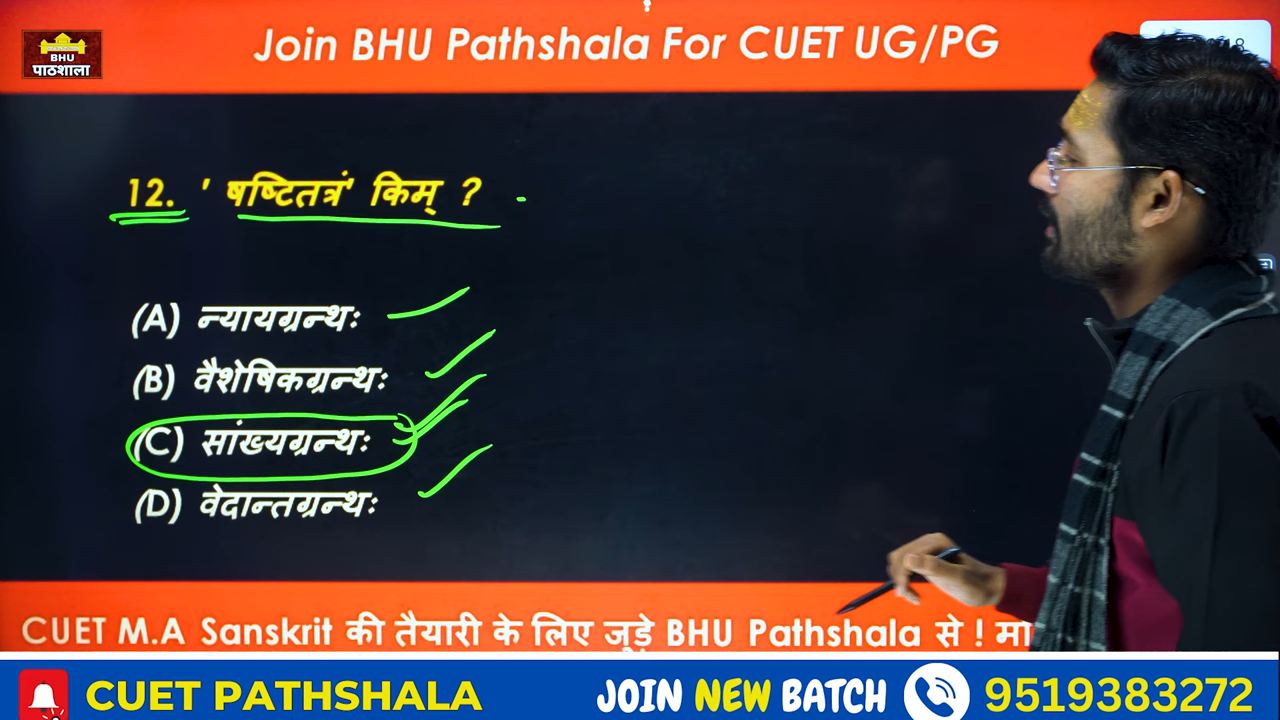 Join BHU Pathshala For CUET UG/PG
BHU
पाठशाला
12. ' षष्टितत्रं' किम् ?
(A) न्यायग्रन्थः
(B) वैशेषिकग्रन्थः
(C) सांख्यग्रन्थः
(D) वेदान्तग्रन्थः
CUET M.A Sanskrit की तैयारी के लिए जुड़े BHU Pathshala से ! मा
CUET PATHSHALA
JOIN NEW BATCH
9519383272